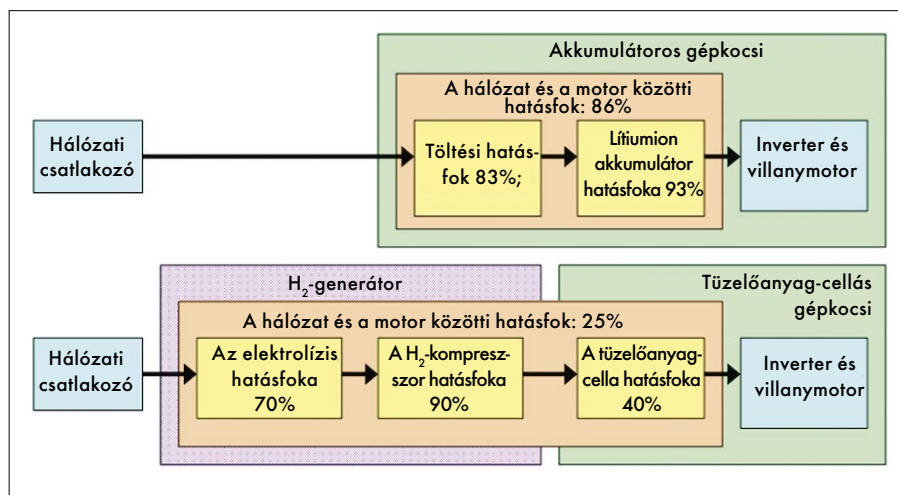 Akkumulátoros gépkocsi
A hálózat és a motor közötti
hatásfok: 86%
Hálózati
csatlakozó
Töltési hatás-
fok 83%;
Lítiumion
akkumulátor
hatásfoka 93%
Inverter és
villanymotor
H₂-generátor
Tüzelőanyag-cellás
gépkocsi
A hálózat és a motor közötti hatásfok: 25%
Hálózati
csatlakozó
Az elektrolízis
hatásfoka
70%
A H₂-kompresz-
szor hatásfoka
90%
A tüzelőanyag-
cella hatásfoka
40%
Inverter és
villanymotor